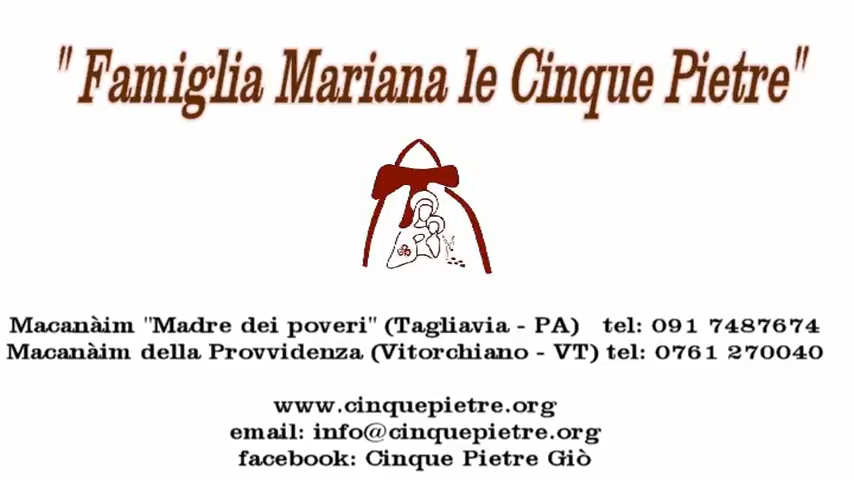 " Famiglia Mariana le Cinque Pietre"
Macanàim "Madre dei poveri" (Tagliavia - PA) tel: 091 7487674
Macanàim della Provvidenza (Vitorchiano - VT) tel: 0761 270040
www.cinquepietre.org
email: info@cinquepietre.org
facebook: Cinque Pietre Giò